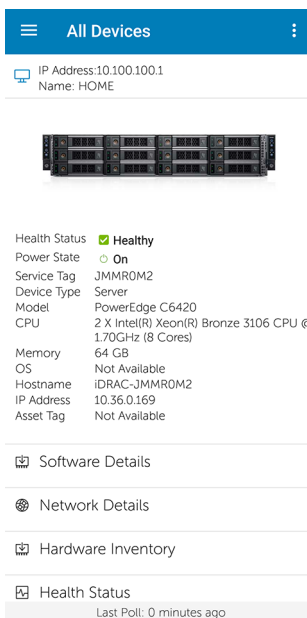 All Devices
IP Address:10.100.100.1
Name: HOME
Health Status Healthy
Power State On
Service Tag JMMR0M2
Device Type Server
Model PowerEdge C6420
CPU 2 X Intel(R) Xeon(R) Bronze 3106 CPU @
1.70GHz (8 Cores)
Memory 64 GB
OS Not Available
Hostname iDRAC-JMMR0M2
IP Address 10.36.0.169
Asset Tag Not Available
Software Details
Network Details
Hardware Inventory
Health Status
Last Poll: 0 minutes ago